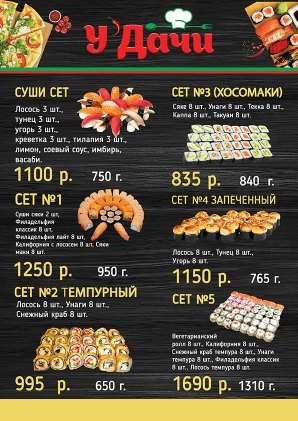 У Дачи
СУШИ СЕТ
Лосось 3 шт.,
тунец 3 шт.,
угорь 3 шт.,
креветка 3 шт., тилапия 3 шт.,
лимон, соевый соус, имбирь,
васаби.
1100 р. 750 г.
СЕТ №1
Суши сяки 2 шт,
Филадельфия
классик 8 шт.,
Филадельфия лайт 8 шт.,
Калифорния с лососем 8 шт., Сяки
маки 8 шт.
1250 р. 950 г.
СЕТ №2 ТЕМПУРНЫЙ
Лосось 8 шт., Унаги 8 шт.,
Снежный краб 8 шт.
995 р. 650 г.
СЕТ №3 (ХОСОМАКИ)
Сяке 8 шт., Унаги 8 шт., Текка 8 шт.,
Каппа 8 шт., Такуан 8 шт.
835 р. 840 г.
СЕТ №4 ЗАПЕЧЕННЫЙ
Лосось 8 шт., Тунец 8 шт.,
Угорь 8 шт.
1150 р. 765 г.
СЕТ №5
Вегетарианский
ролл 8 шт., Калифорния 8 шт.,
Снежный краб темпура 8 шт., Унаги
темпура 8 шт., Филадельфия классик
8 шт., Лосось темпура 8 шт.
1690 р. 1310 г.